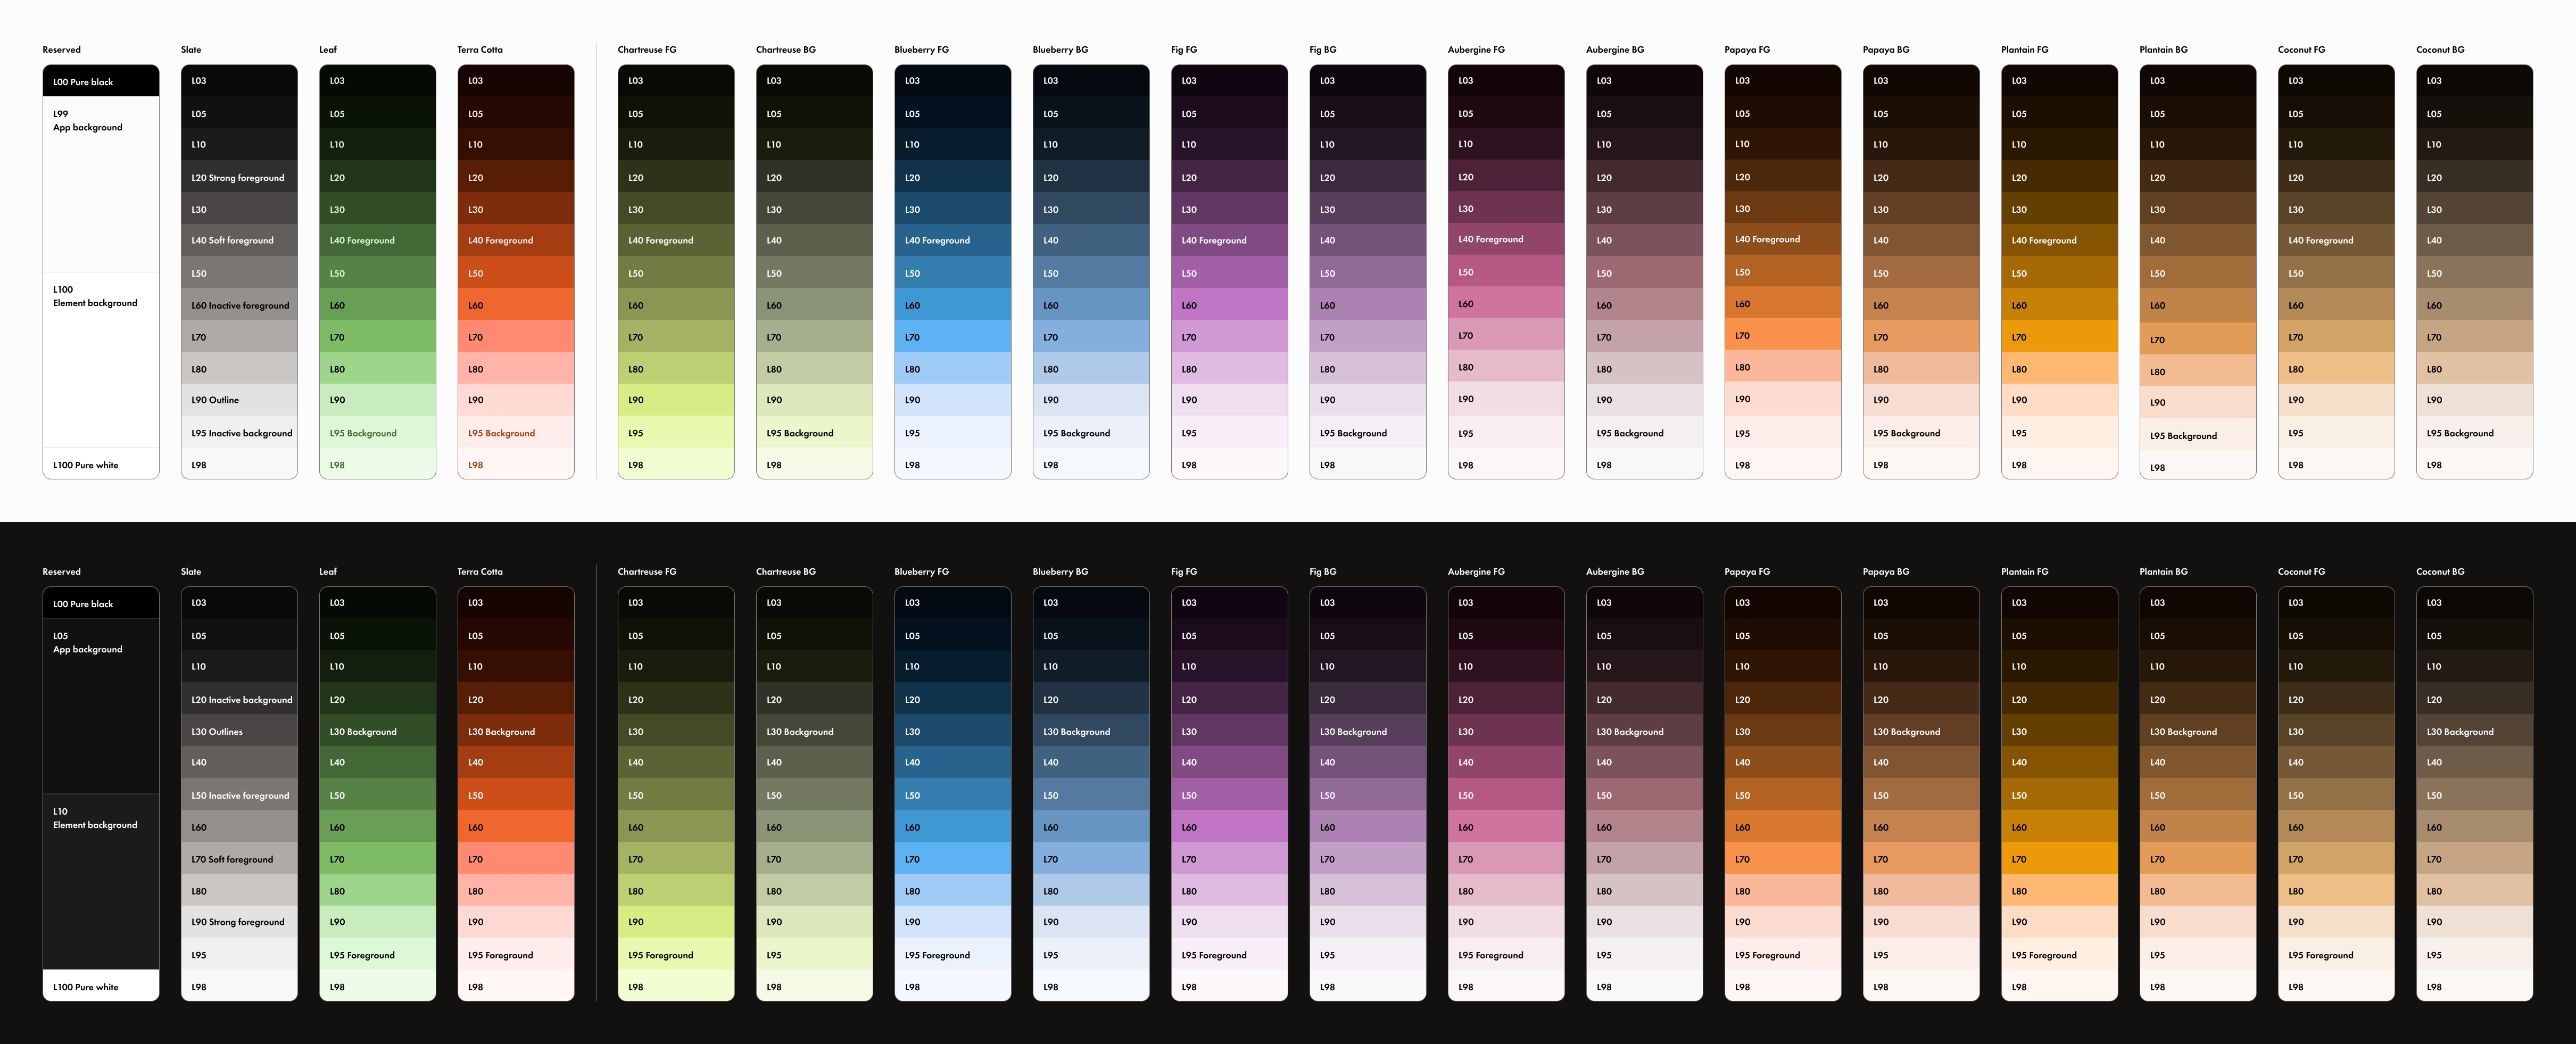 Reserved Slate Leaf Terra Cotta Chartreuse FG Chartreuse BG Blueberry FG Blueberry BG Fig FG Fig BG Aubergine FG Aubergine BG Papaya FG Papaya BG Plantain FG Plantain BG Coconut FG Coconut BG
L00 Pure black L03 L03 L03 L03 L03 L03 L03 L03 L03 L03 L03 L03 L03 L03 L03 L03 L03
L99 L05 L05 L05 L05 L05 L05 L05 L05 L05 L05 L05 L05 L05 L05 L05 L05 L05
App background
L10 L10 L10 L10 L10 L10 L10 L10 L10 L10 L10 L10 L10 L10 L10 L10 L10
L20 Strong foreground L20 L20 L20 L20 L20 L20 L20 L20 L20 L20 L20 L20 L20 L20 L20 L20
L30 L30 L30 L30 L30 L30 L30 L30 L30 L30 L30 L30 L30 L30 L30 L30 L30
L40 Soft foreground L40 Foreground L40 Foreground L40 Foreground L40 L40 Foreground L40 L40 Foreground L40 L40 Foreground L40 L40 Foreground L40 L40 Foreground L40 L40 Foreground L40
L50 L50 L50 L50 L50 L50 L50 L50 L50 L50 L50 L50 L50 L50 L50 L50 L50
L100
Element background L60 Inactive foreground L60 L60 L60 L60 L60 L60 L60 L60 L60 L60 L60 L60 L60 L60 L60 L60
L70 L70 L70 L70 L70 L70 L70 L70 L70 L70 L70 L70 L70 L70 L70 L70 L70
L80 L80 L80 L80 L80 L80 L80 L80 L80 L80 L80 L80 L80 L80 L80 L80 L80
L90 Outline L90 L90 L90 L90 L90 L90 L90 L90 L90 L90 L90 L90 L90 L90 L90 L90
L95 Inactive background L95 Background L95 Background L95 L95 Background L95 L95 Background L95 L95 Background L95 L95 Background L95 L95 Background L95 L95 Background L95 L95 Background
L100 Pure white L98 L98 L98 L98 L98 L98 L98 L98 L98 L98 L98 L98 L98 L98 L98 L98 L98
Reserved Slate Leaf Terra Cotta Chartreuse FG Chartreuse BG Blueberry FG Blueberry BG Fig FG Fig BG Aubergine FG Aubergine BG Papaya FG Papaya BG Plantain FG Plantain BG Coconut FG Coconut BG
L00 Pure black L03 L03 L03 L03 L03 L03 L03 L03 L03 L03 L03 L03 L03 L03 L03 L03 L03
L05 L05 L05 L05 L05 L05 L05 L05 L05 L05 L05 L05 L05 L05 L05 L05 L05 L05
App background
L10 L10 L10 L10 L10 L10 L10 L10 L10 L10 L10 L10 L10 L10 L10 L10 L10
L20 Inactive background L20 L20 L20 L20 L20 L20 L20 L20 L20 L20 L20 L20 L20 L20 L20 L20
L30 Outlines L30 Background L30 Background L30 L30 Background L30 L30 Background L30 L30 Background L30 L30 Background L30 L30 Background L30 L30 Background L30 L30 Background
L40 L40 L40 L40 L40 L40 L40 L40 L40 L40 L40 L40 L40 L40 L40 L40 L40
L50 Inactive foreground L50 L50 L50 L50 L50 L50 L50 L50 L50 L50 L50 L50 L50 L50 L50 L50
L10
Element background L60 L60 L60 L60 L60 L60 L60 L60 L60 L60 L60 L60 L60 L60 L60 L60 L60
L70 Soft foreground L70 L70 L70 L70 L70 L70 L70 L70 L70 L70 L70 L70 L70 L70 L70 L70
L80 L80 L80 L80 L80 L80 L80 L80 L80 L80 L80 L80 L80 L80 L80 L80 L80
L90 Strong foreground L90 L90 L90 L90 L90 L90 L90 L90 L90 L90 L90 L90 L90 L90 L90 L90
L95 L95 Foreground L95 Foreground L95 Foreground L95 L95 Foreground L95 L95 Foreground L95 L95 Foreground L95 L95 Foreground L95 L95 Foreground L95 L95 Foreground L95
L100 Pure white L98 L98 L98 L98 L98 L98 L98 L98 L98 L98 L98 L98 L98 L98 L98 L98 L98